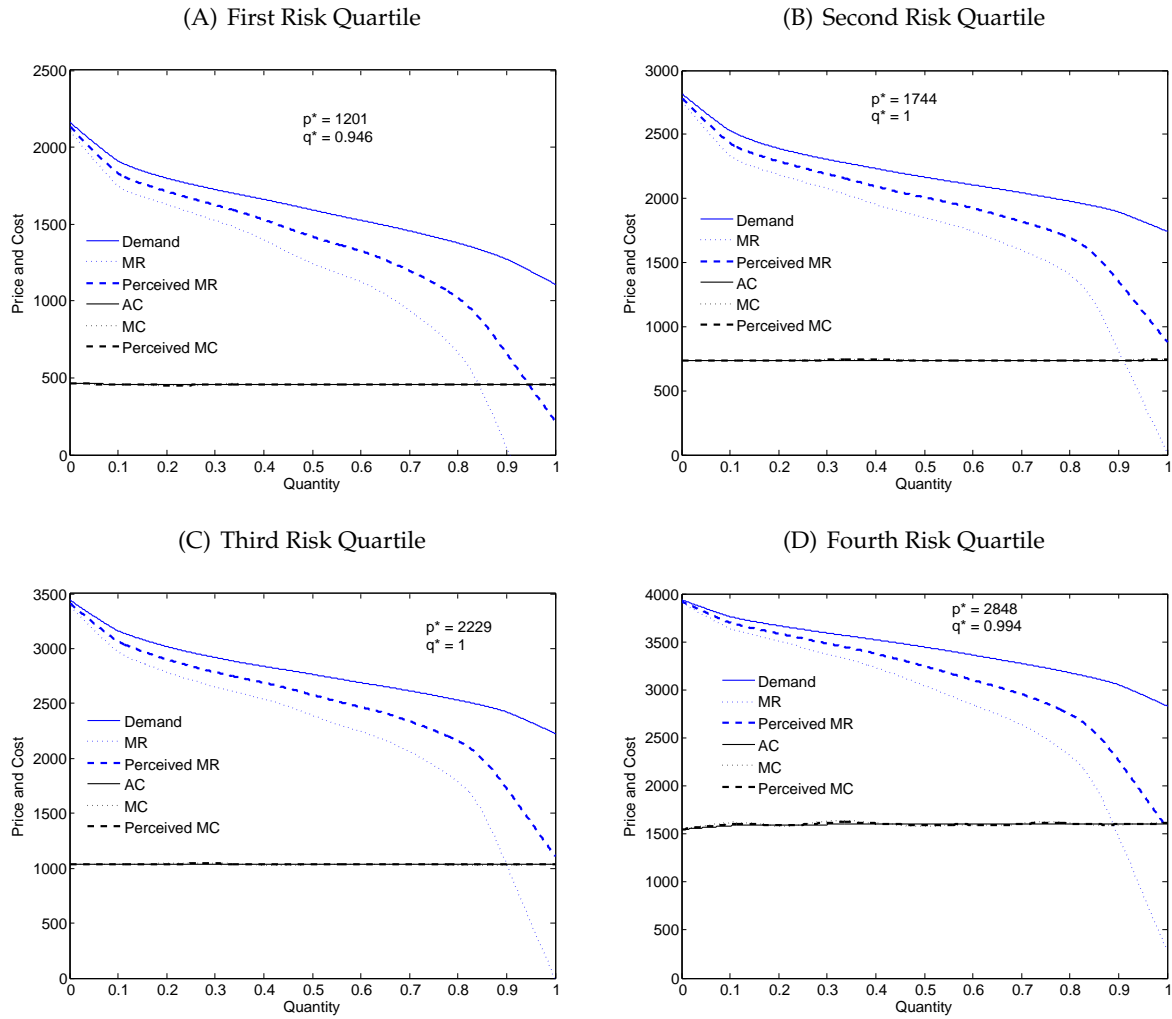 (A) First Risk Quartile
2500
2000
1500
1000
500
0
Price and Cost
p* = 1201
q* = 0.946
Demand
MR
Perceived MR
AC
MC
Perceived MC
0 0.1 0.2 0.3 0.4 0.5 0.6 0.7 0.8 0.9 1
Quantity
(B) Second Risk Quartile
3000
2500
2000
1500
1000
500
0
Price and Cost
p* = 1744
q* = 1
Demand
MR
Perceived MR
AC
MC
Perceived MC
0 0.1 0.2 0.3 0.4 0.5 0.6 0.7 0.8 0.9 1
Quantity
(C) Third Risk Quartile
3500
3000
2500
2000
1500
1000
500
0
Price and Cost
p* = 2229
q* = 1
Demand
MR
Perceived MR
AC
MC
Perceived MC
0 0.1 0.2 0.3 0.4 0.5 0.6 0.7 0.8 0.9 1
Quantity
(D) Fourth Risk Quartile
4000
3500
3000
2500
2000
1500
1000
500
0
Price and Cost
p* = 2848
q* = 0.994
Demand
MR
Perceived MR
AC
MC
Perceived MC
0 0.1 0.2 0.3 0.4 0.5 0.6 0.7 0.8 0.9 1
Quantity